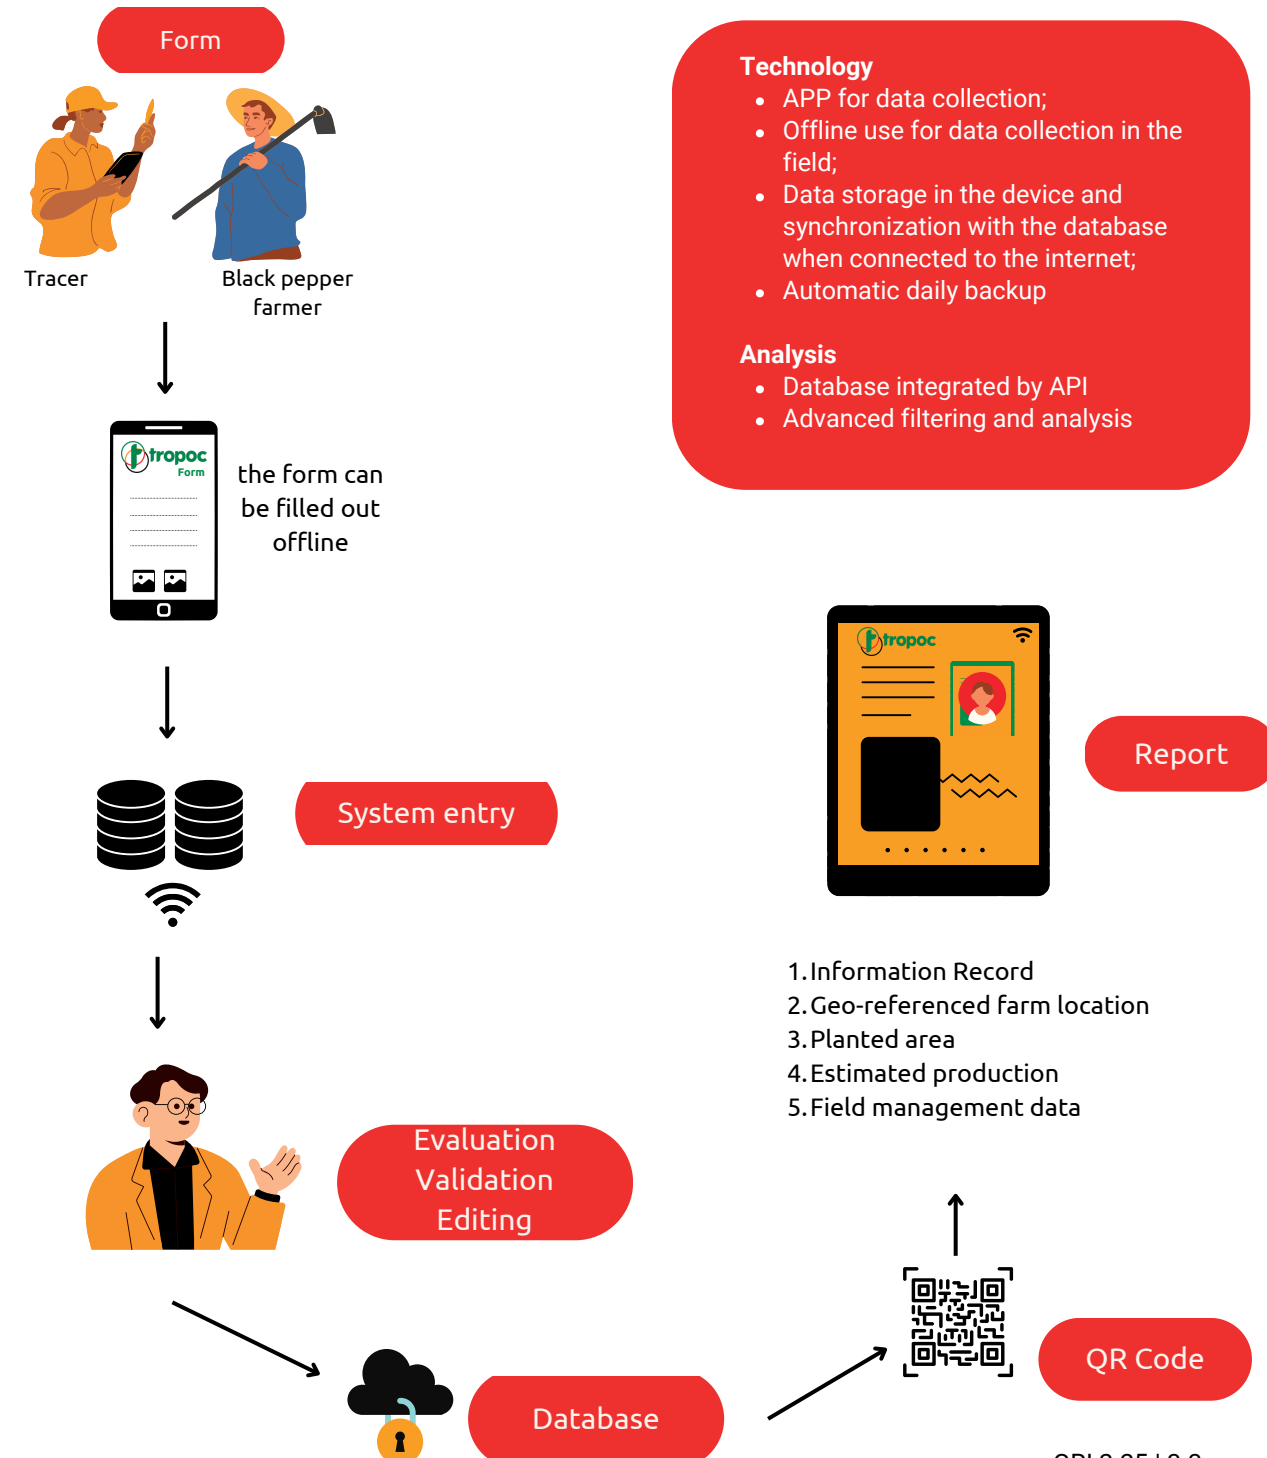 Form
Tracer
Black pepper
farmer
tropoc
Form
the form can
be filled out
offline
System entry
Evaluation
Validation
Editing
Database
QR Code
Technology
• APP for data collection;
• Offline use for data collection in the
field;
• Data storage in the device and
synchronization with the database
when connected to the internet;
• Automatic daily backup
Analysis
• Database integrated by API
• Advanced filtering and analysis
tropoc
Report
1. Information Record
2. Geo-referenced farm location
3. Planted area
4. Estimated production
5. Field management data